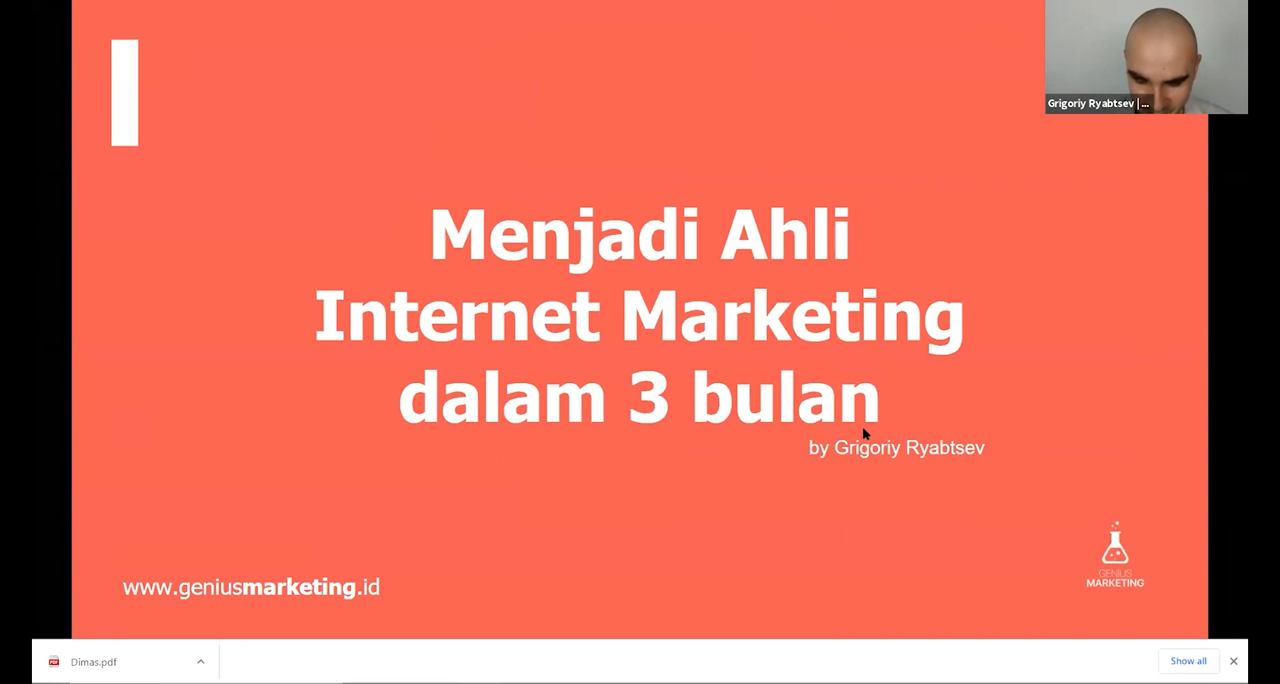 Grigoriy Ryabtsev | ...
Menjadi Ahli
Internet Marketing
dalam 3 bulan
by Grigoriy Ryabtsev
www.geniusmarketing.id
GENIUS
MARKETING
PDF
Dimas.pdf
Show all